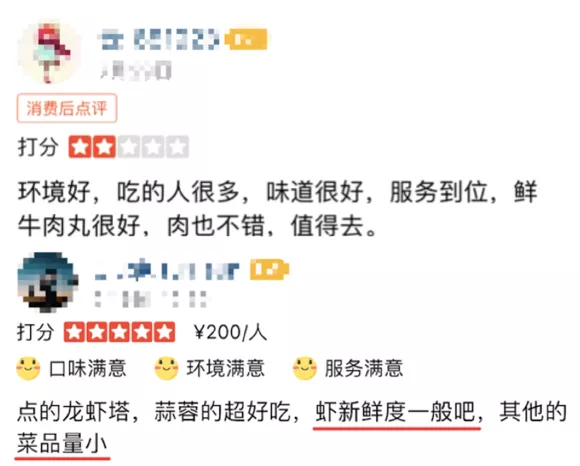 消费后点评
打分
环境好，吃的人很多，味道很好，服务到位，鲜
牛肉丸很好，肉也不错，值得去。
打分 ¥200/人
口味满意 环境满意 服务满意
点的龙虾塔，蒜蓉的超好吃，虾新鲜度一般吧，其他的
菜品量小